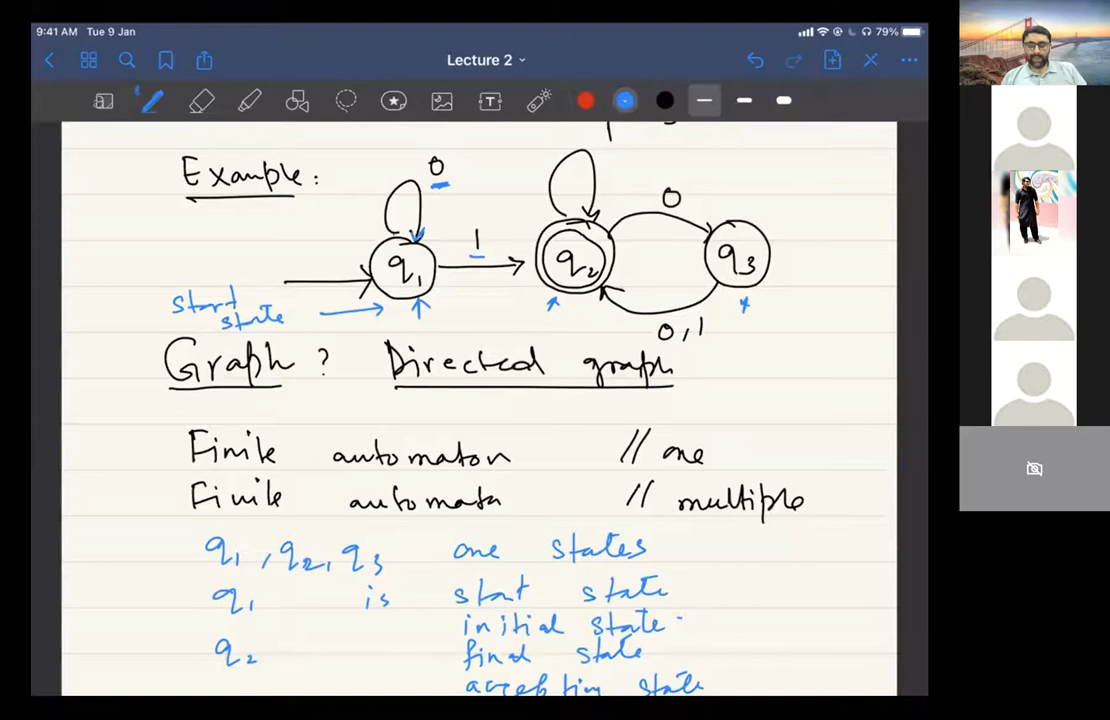 9:41 AM Tue 9 Jan 79%
Lecture 2
Example:
0
1
0
q1
q2
q3
start
state
0,1
Graph ? Directed graph
Finite automaton // one
Finite automata // multiple
q1, q2, q3 are states
q1 is start state
initial state
q2 final state
accepting state